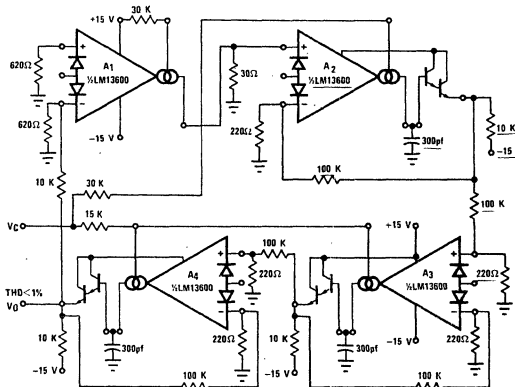 +15 V
30 K
620Ω
+
A1
½LM13600
−
620Ω
−15 V
+
A2
½LM13600
−
30Ω
220Ω
300pf
10 K
−15 V
10 K
30 K
100 K
100 K
VC
15 K
+15 V
THD<1%
VO
A4
½LM13600
+
−
100 K
220Ω
A3
½LM13600
+
−
220Ω
10 K
−15 V
300pf
220Ω
100 K
10 K
−15 V
300pf
−15 V
220Ω
100 K